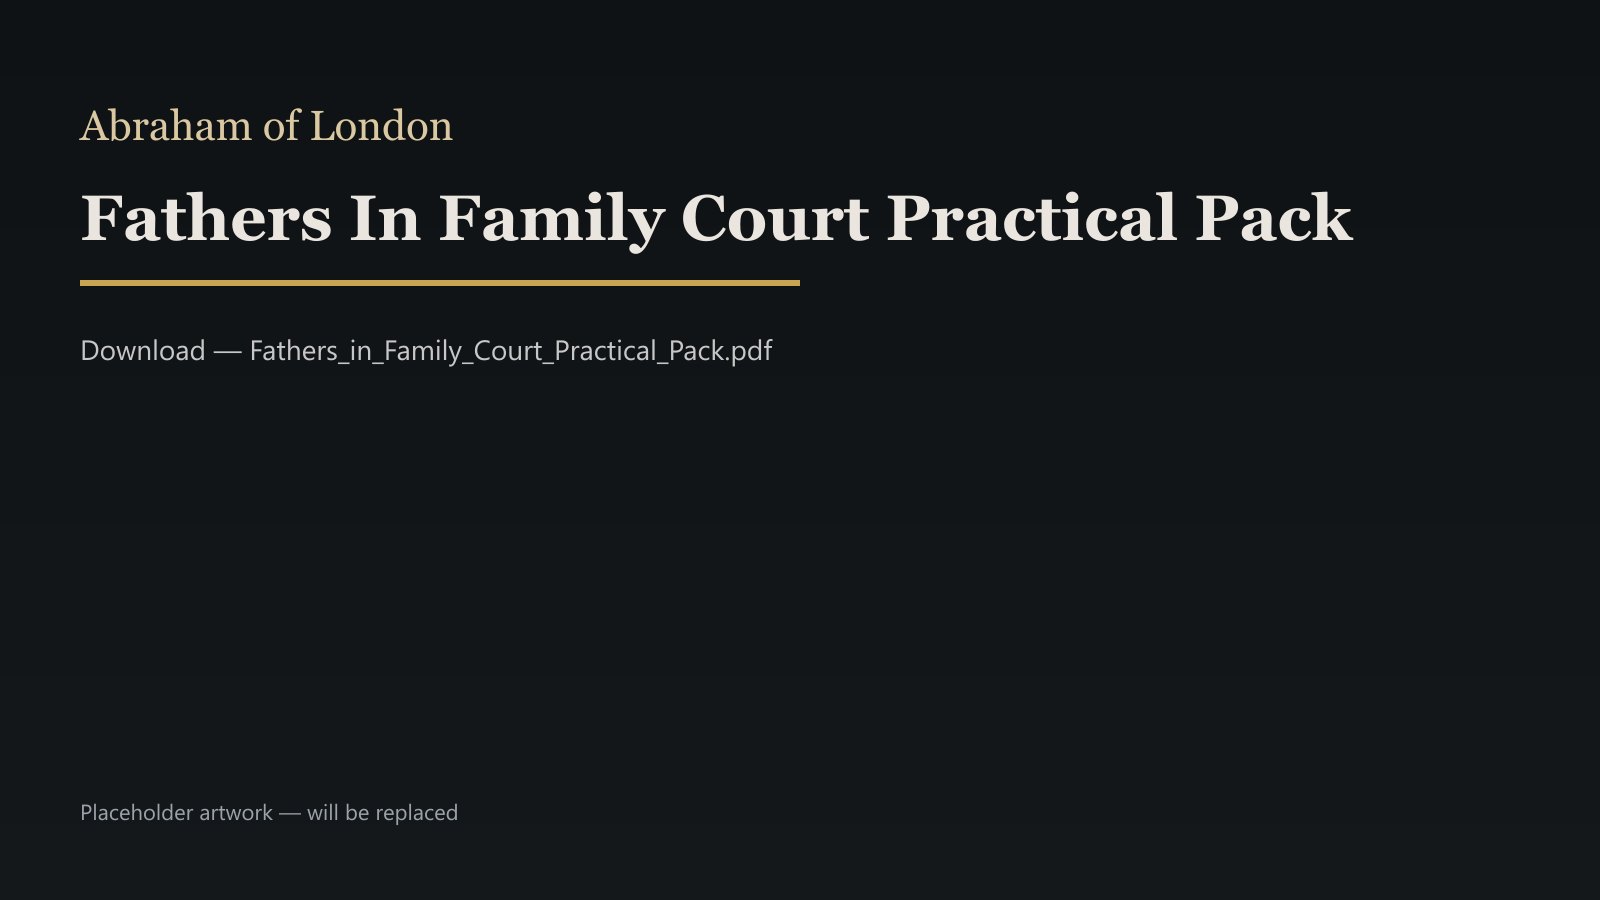 Abraham of London
Fathers In Family Court Practical Pack
Download — Fathers_in_Family_Court_Practical_Pack.pdf
Placeholder artwork — will be replaced